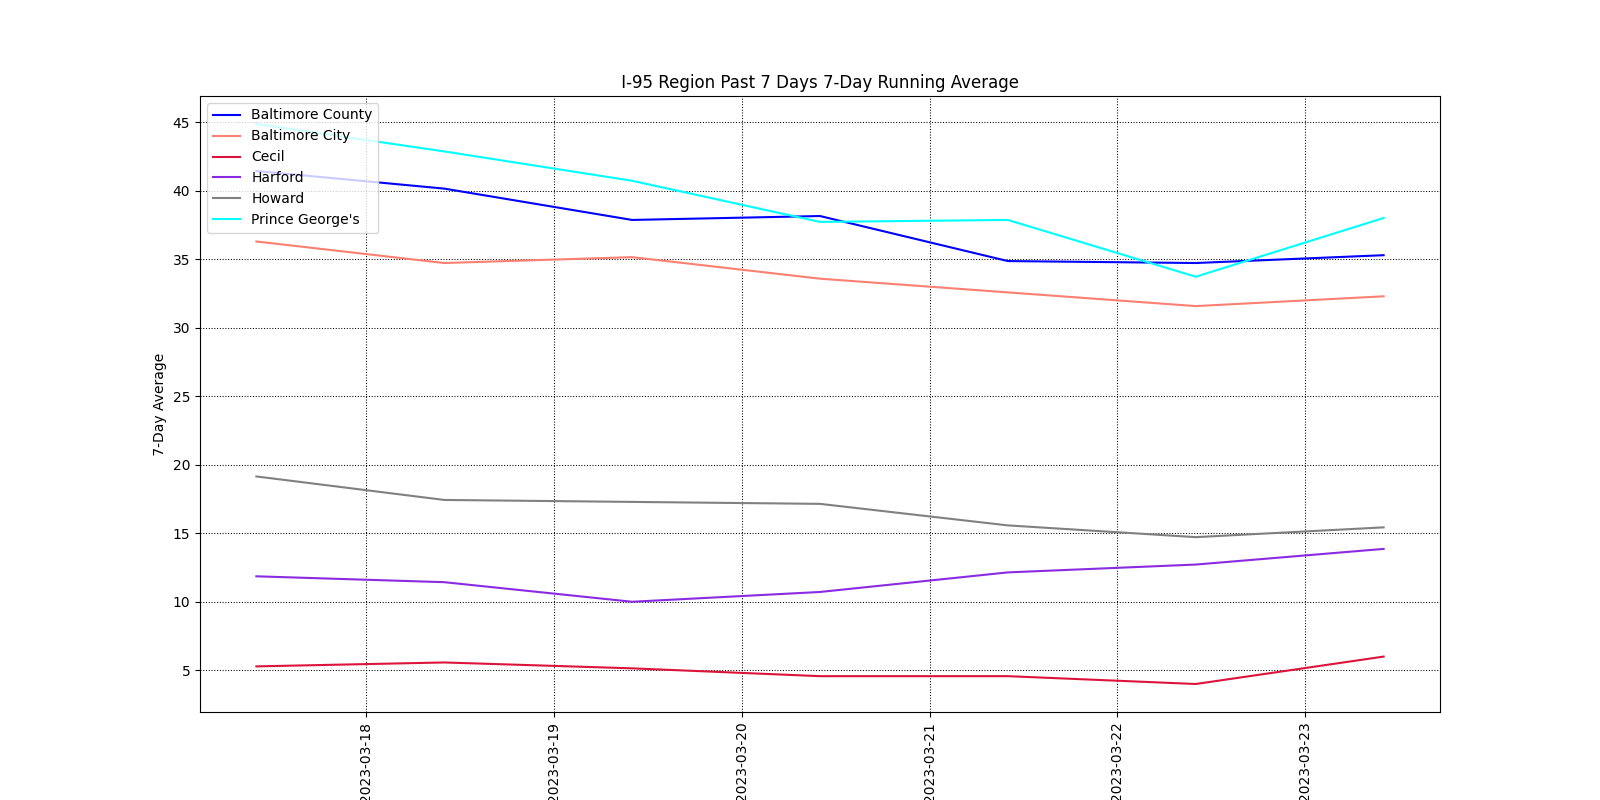 I-95 Region Past 7 Days 7-Day Running Average
Baltimore County
Baltimore City
Cecil
Harford
Howard
Prince George's
45
40
35
30
25
20
15
10
5
7-Day Average
2023-03-18
2023-03-19
2023-03-20
2023-03-21
2023-03-22
2023-03-23